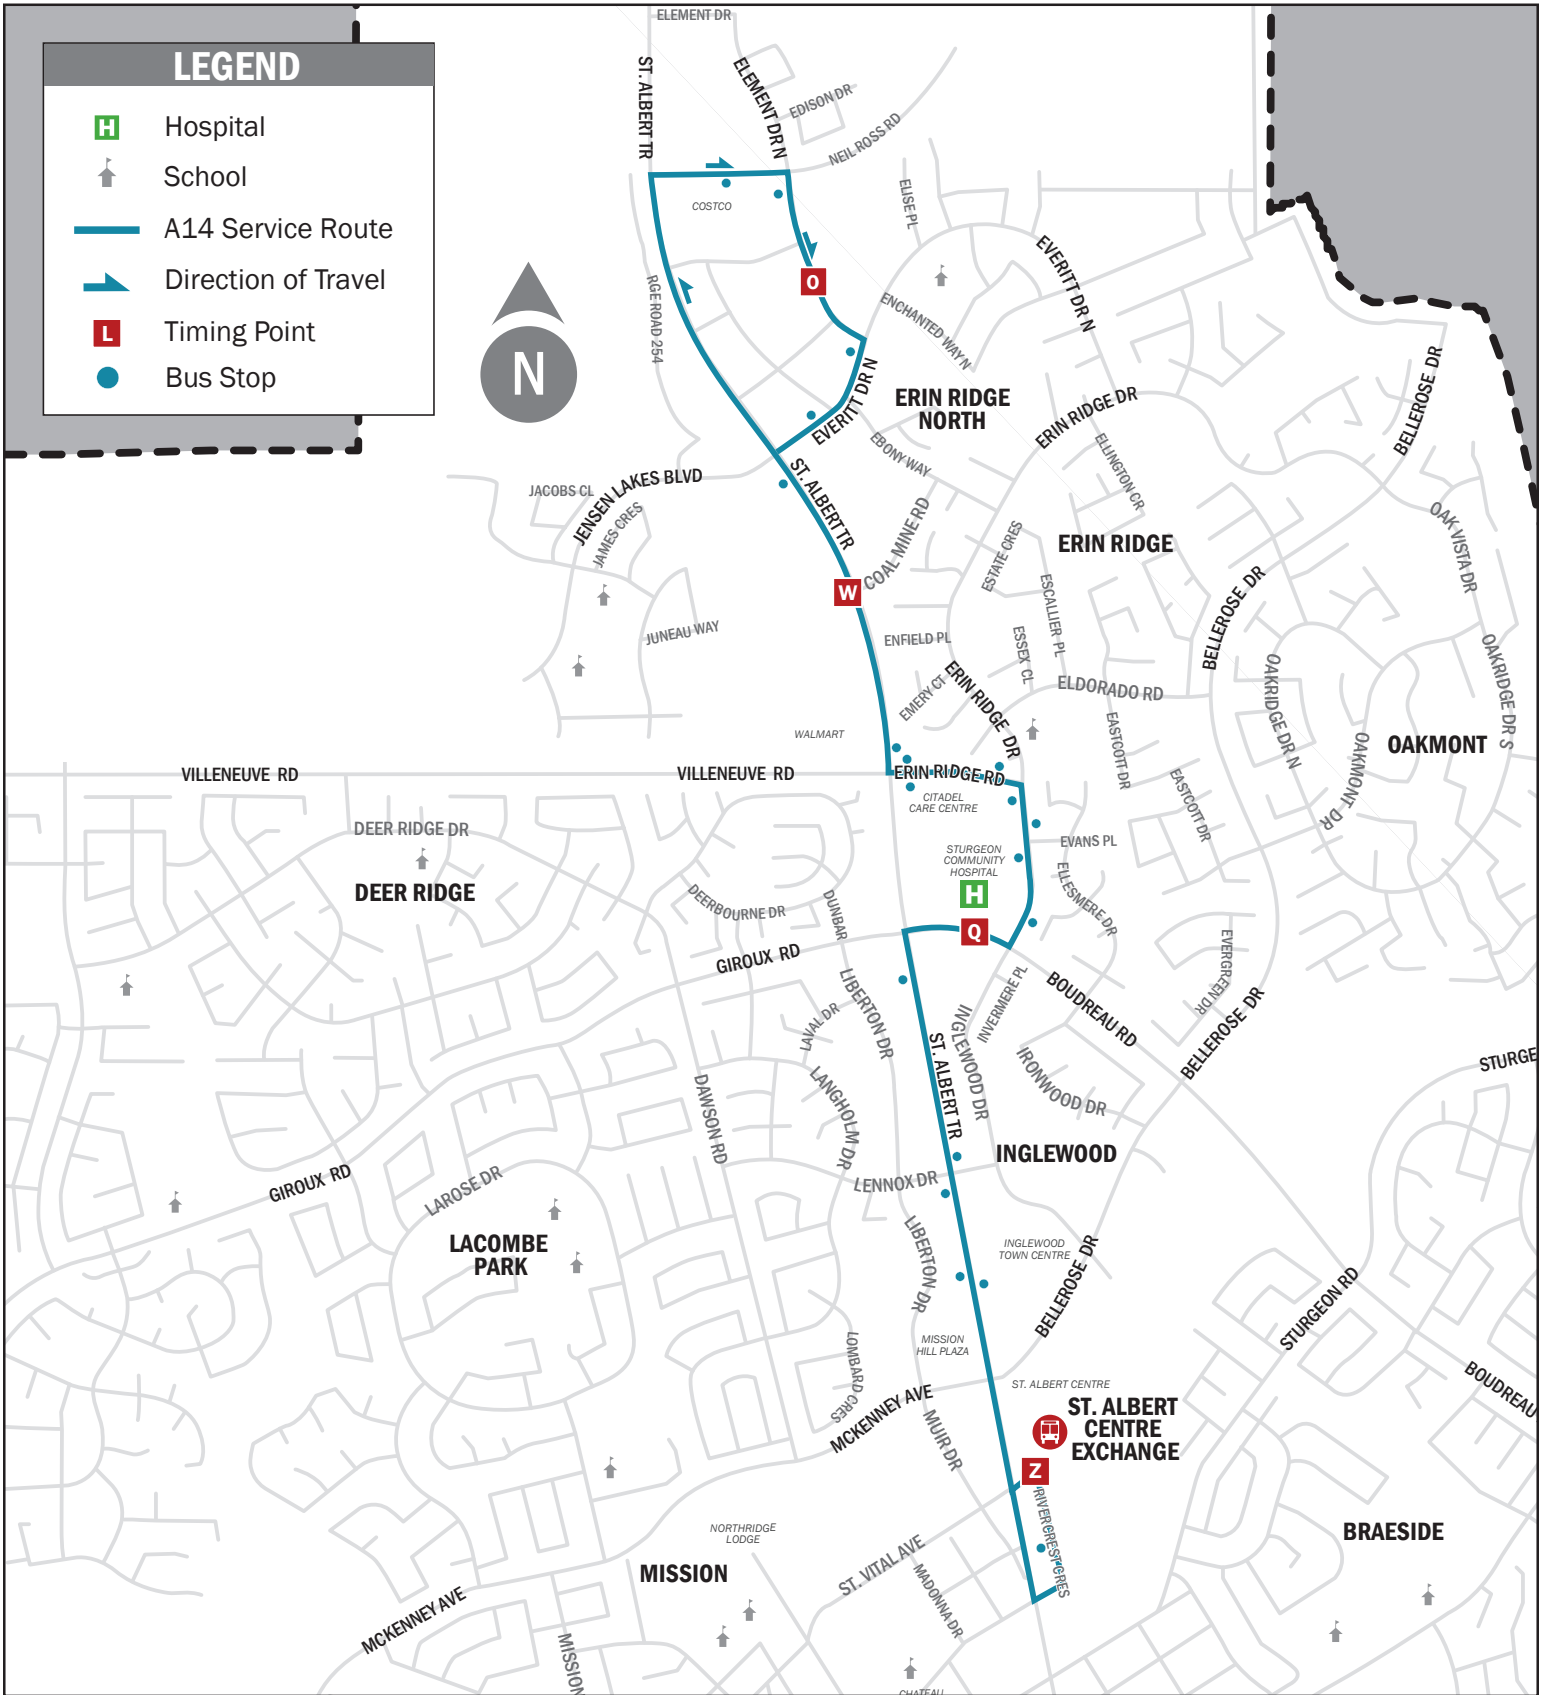 LEGEND
H
Hospital
School
A14 Service Route
Direction of Travel
L
Timing Point
Bus Stop
N
ELEMENT DR
ST. ALBERT TR
ELEMENT DR N
EDISON DR
NEIL ROSS RD
COSTCO
ELISE PL
EVERITT DR N
RGE ROAD 254
O
ENCHANTED WAY N
EVERITT DR N
ERIN RIDGE
NORTH
ERIN RIDGE DR
BELLEROSE DR
EBONY WAY
ELLINGTON CR
ST. ALBERT TR
JENSEN LAKES BLVD
JACOBS CL
JAMES CRES
COAL MINE RD
ESTATE CRES
ERIN RIDGE
OAK VISTA DR
W
ESCALLIER PL
BELLEROSE DR
JUNEAU WAY
ENFIELD PL
ESSEX CL
EMERY CT
ERIN RIDGE DR
ELDORADO RD
OAKRIDGE DR N
OAKRIDGE DR S
WALMART
EASTCOTT DR
OAKMONT
OAKMONT DR
VILLENEUVE RD
VILLENEUVE RD
ERIN RIDGE RD
EASTCOTT DR
CITADEL
CARE CENTRE
DEER RIDGE DR
EVANS PL
STURGEON
COMMUNITY
HOSPITAL
H
DEER RIDGE
DEERBOURNE DR
DUNBAR
ELLESMERE DR
Q
GIROUX RD
EVERGREEN DR
LIBERTON DR
INVERMERE PL
BOUDREAU RD
BELLEROSE DR
LAVAL DR
INGLEWOOD DR
ST. ALBERT TR
IRONWOOD DR
STURGE
DAWSON RD
LANGHOLM DR
INGLEWOOD
GIROUX RD
LAROSE DR
LENNOX DR
LACOMBE
PARK
LIBERTON DR
INGLEWOOD
TOWN CENTRE
BELLEROSE DR
STURGEON RD
MISSION
HILL PLAZA
LOMBARD CRES
ST. ALBERT CENTRE
MCKENNEY AVE
BOUDREAU
MUIR DR
ST. ALBERT
CENTRE
EXCHANGE
Z
RIVERCREST CRES
NORTHRIDGE
LODGE
BRAESIDE
MISSION
ST. VITAL AVE
MADONNA DR
MCKENNEY AVE
MISSION
CHATEAU